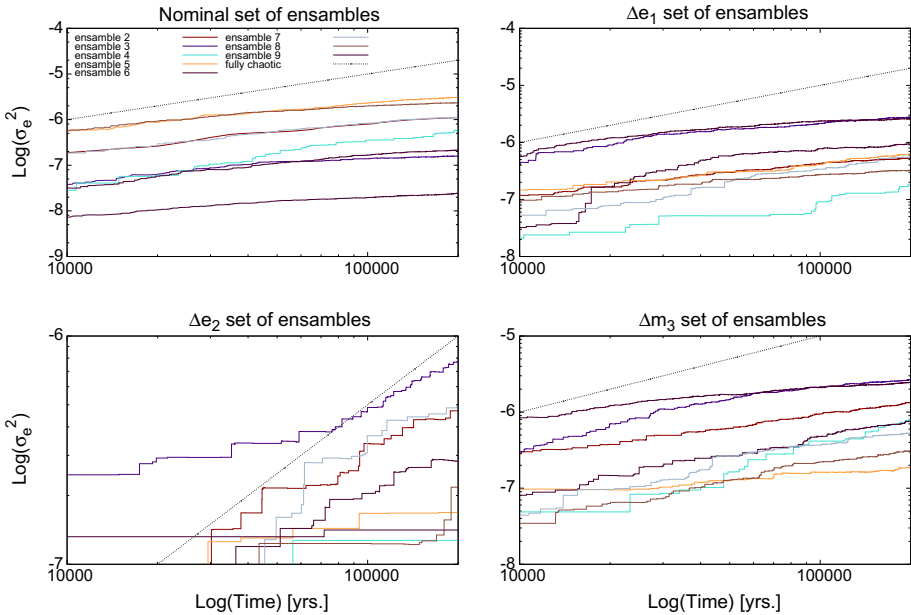 Nominal set of ensambles
-4
ensamble 2 ensamble 7
ensamble 3 ensamble 8
ensamble 4 ensamble 9
ensamble 5 fully chaotic
ensamble 6
-5
-6
-7
-8
-9
Log(σe²)
10000 100000
Δe1 set of ensambles
-4
-5
-6
-7
-8
10000 100000
Δe2 set of ensambles
-6
-7
Log(σe²)
10000 100000
Log(Time) [yrs.]
Δm3 set of ensambles
-5
-6
-7
-8
10000 100000
Log(Time) [yrs.]